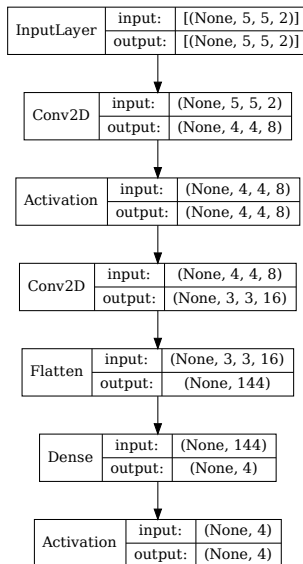 InputLayer input: [(None, 5, 5, 2)]
output: [(None, 5, 5, 2)]
Conv2D input: (None, 5, 5, 2)
output: (None, 4, 4, 8)
Activation input: (None, 4, 4, 8)
output: (None, 4, 4, 8)
Conv2D input: (None, 4, 4, 8)
output: (None, 3, 3, 16)
Flatten input: (None, 3, 3, 16)
output: (None, 144)
Dense input: (None, 144)
output: (None, 4)
Activation input: (None, 4)
output: (None, 4)